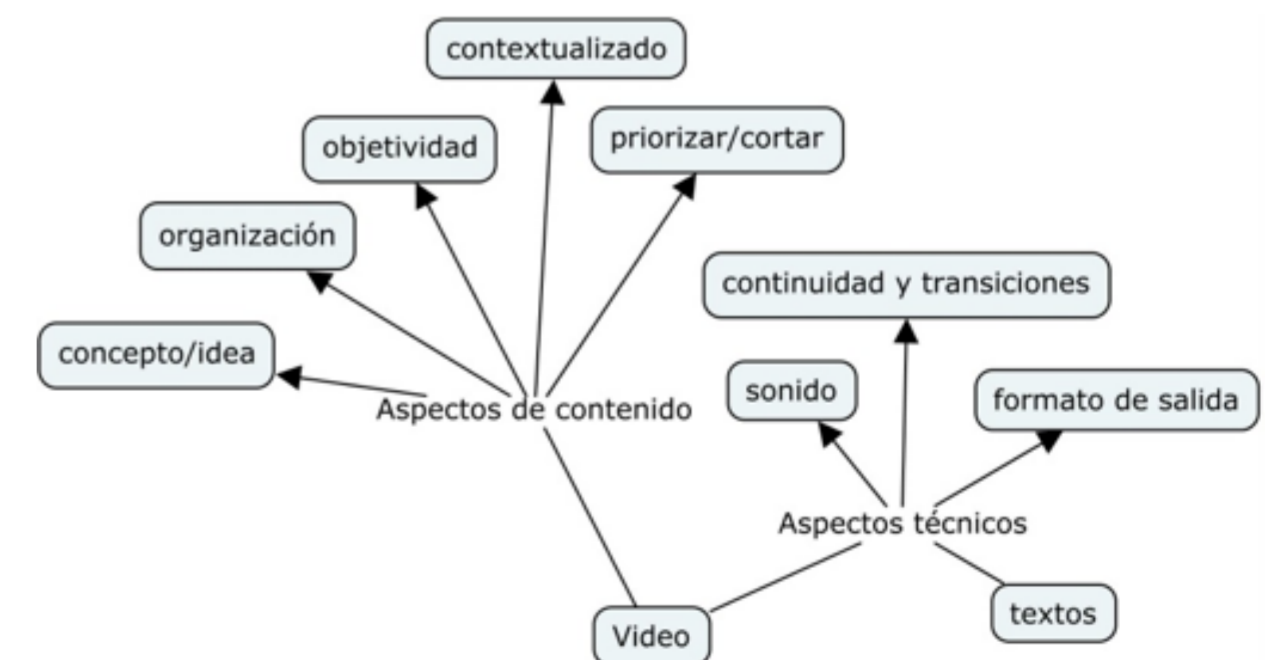 contextualizado
priorizar/cortar
objetividad
organización
continuidad y transiciones
concepto/idea
sonido
formato de salida
Aspectos de contenido
Aspectos técnicos
textos
Video